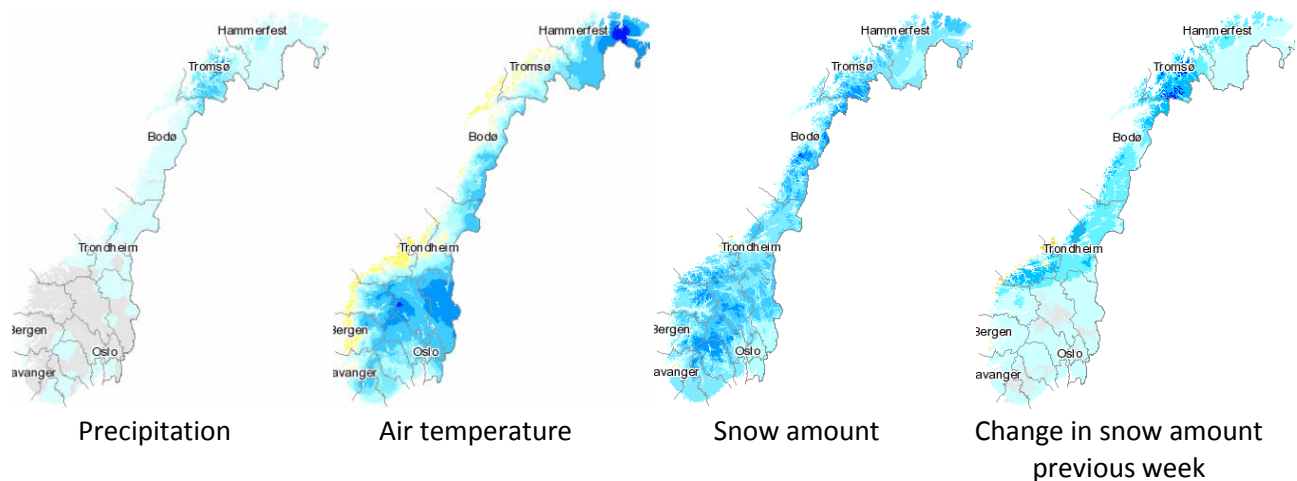 Hammerfest
Tromsø
Bodø
Trondheim
Bergen
Oslo
avanger
Precipitation
Hammerfest
Tromsø
Bodø
Trondheim
Bergen
Oslo
avanger
Air temperature
Hammerfest
Tromsø
Bodø
Trondheim
Bergen
Oslo
avanger
Snow amount
Hammerfest
Tromsø
Bodø
Trondheim
Bergen
Oslo
avanger
Change in snow amount
previous week